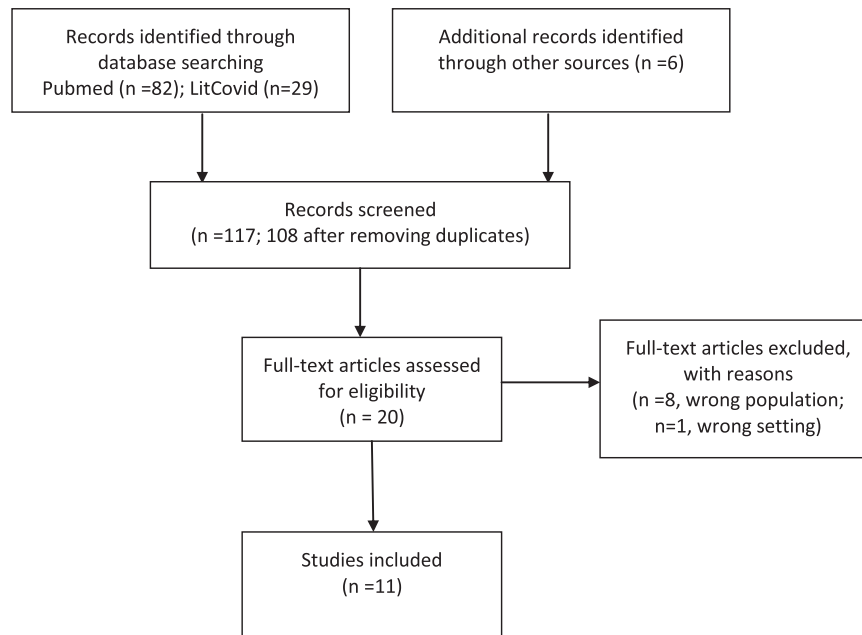 Records identified through
database searching
Pubmed (n =82); LitCovid (n=29)
Additional records identified
through other sources (n =6)
Records screened
(n =117; 108 after removing duplicates)
Full-text articles assessed
for eligibility
(n = 20)
Full-text articles excluded,
with reasons
(n =8, wrong population;
n=1, wrong setting)
Studies included
(n =11)